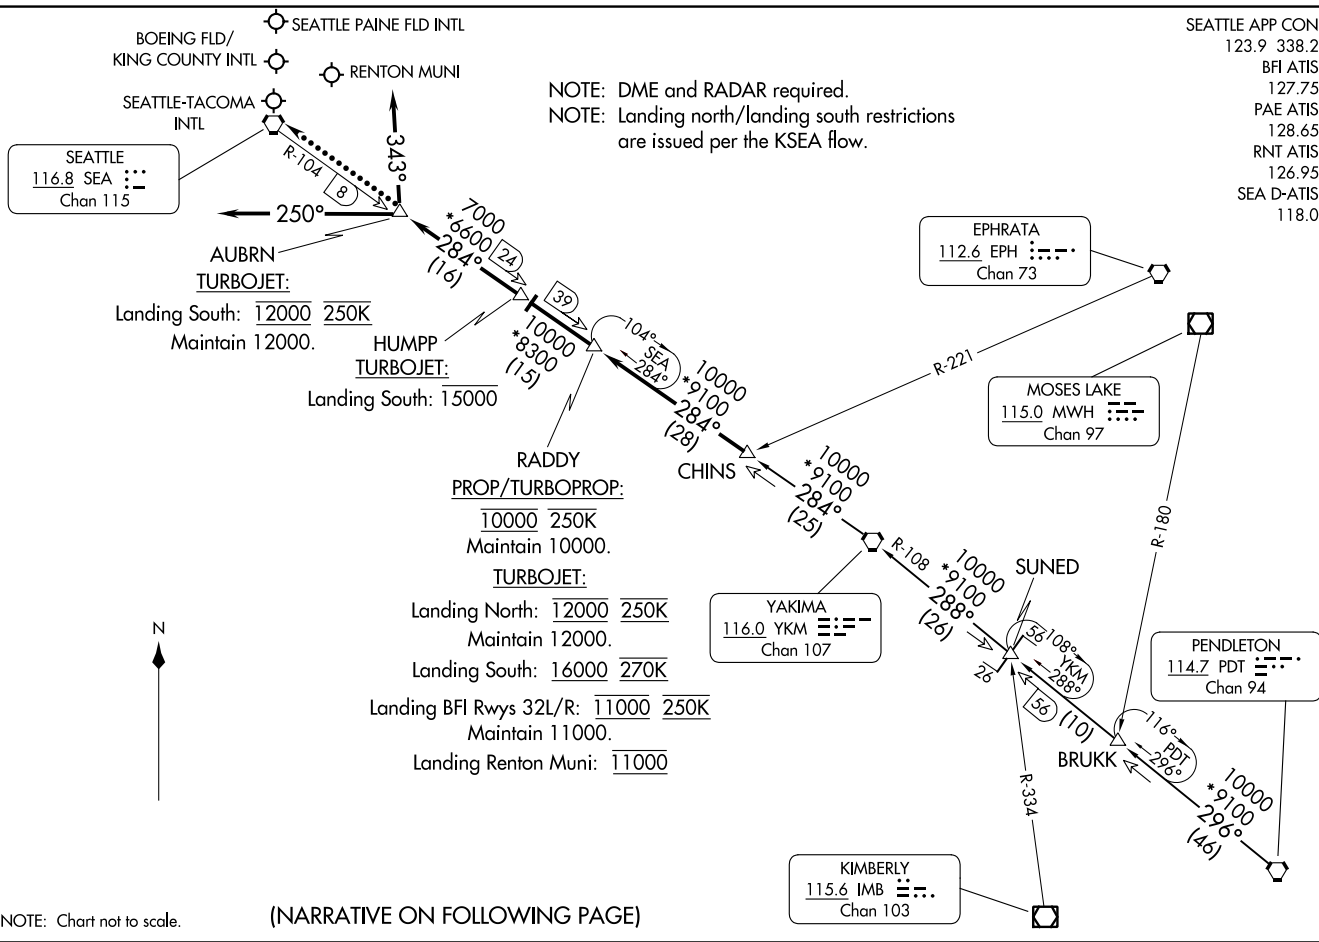 SEATTLE PAINE FLD INTL
BOEING FLD/
KING COUNTY INTL
RENTON MUNI
SEATTLE-TACOMA
INTL
SEATTLE
116.8 SEA
Chan 115
R-104
8
343°
250°
NOTE: DME and RADAR required.
NOTE: Landing north/landing south restrictions
are issued per the KSEA flow.
SEATTLE APP CON
123.9 338.2
BFI ATIS
127.75
PAE ATIS
128.65
RNT ATIS
126.95
SEA D-ATIS
118.0
AUBRN
TURBOJET:
Landing South: 12000 250K
Maintain 12000.
7000
*6600
284°
(16)
24
HUMPP
TURBOJET:
Landing South: 15000
39
10000
*8300
(15)
104°
SEA
284°
RADDY
PROP/TURBOPROP:
10000 250K
Maintain 10000.
TURBOJET:
Landing North: 12000 250K
Maintain 12000.
Landing South: 16000 270K
Landing BFI Rwys 32L/R: 11000 250K
Maintain 11000.
Landing Renton Muni: 11000
10000
*9100
284°
(28)
EPHRATA
112.6 EPH
Chan 73
R-221
CHINS
MOSES LAKE
115.0 MWH
Chan 97
R-180
10000
*9100
284°
(25)
YAKIMA
116.0 YKM
Chan 107
R-108
10000
*9100
288°
(26)
SUNED
56
26
108°
YKM
288°
56
(10)
BRUKK
116°
PDT
296°
PENDLETON
114.7 PDT
Chan 94
10000
*9100
296°
(46)
R-334
KIMBERLY
115.6 IMB
Chan 103
N
NOTE: Chart not to scale.
(NARRATIVE ON FOLLOWING PAGE)